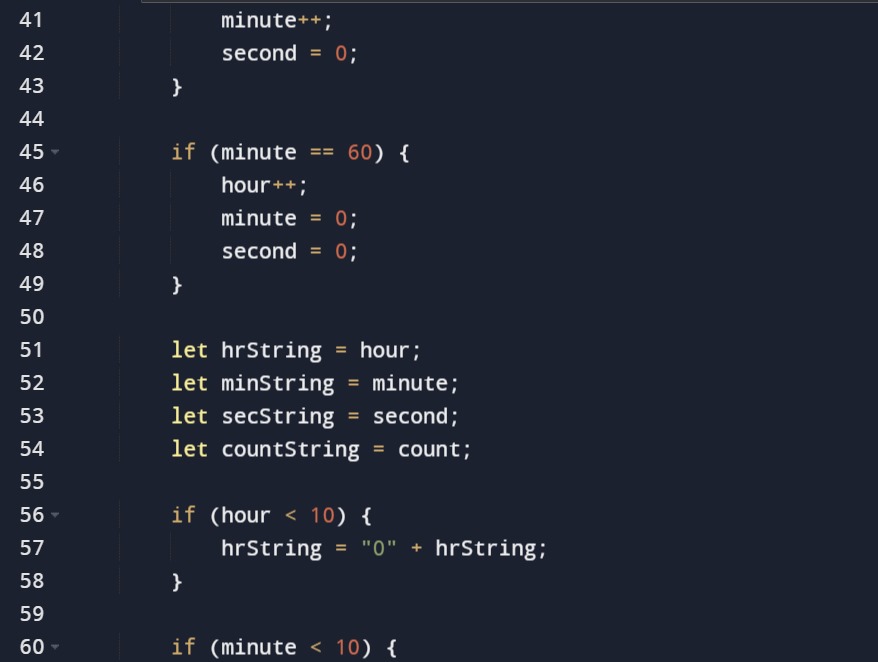 41 minute++;
42 second = 0;
43 }
44
45 if (minute == 60) {
46 hour++;
47 minute = 0;
48 second = 0;
49 }
50
51 let hrString = hour;
52 let minString = minute;
53 let secString = second;
54 let countString = count;
55
56 if (hour < 10) {
57 hrString = "0" + hrString;
58 }
59
60 if (minute < 10) {